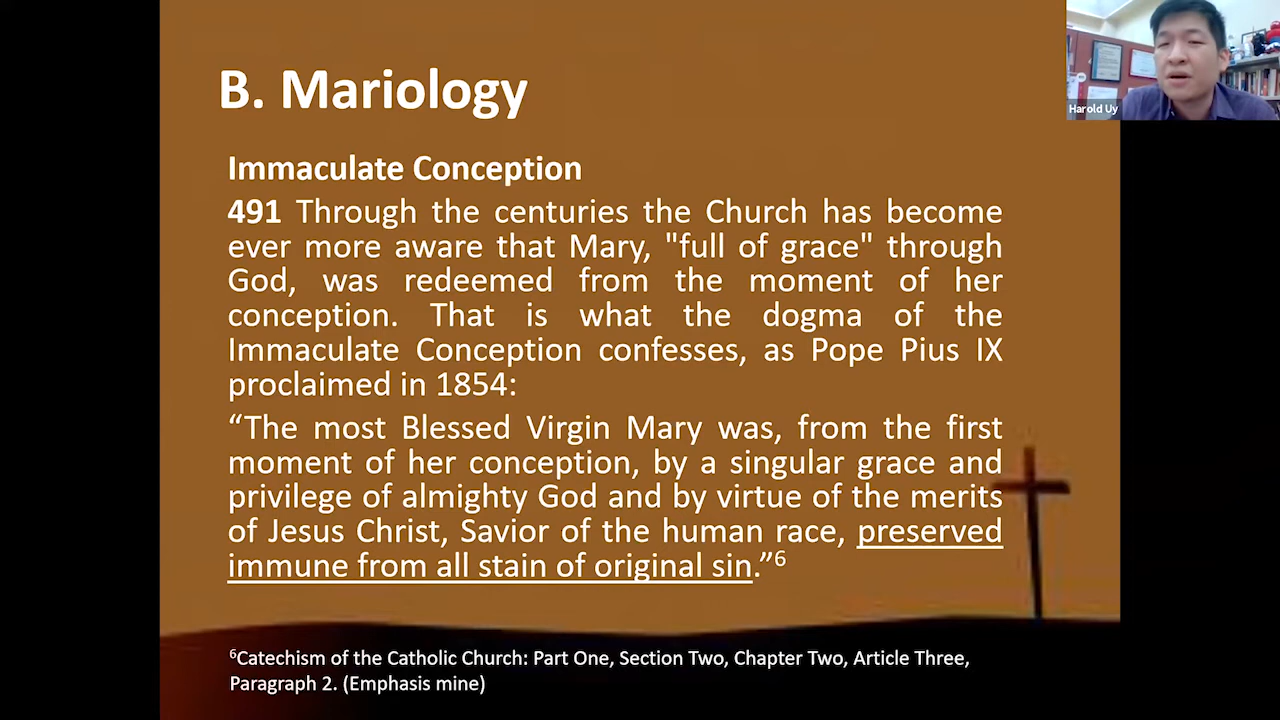 B. Mariology
Immaculate Conception
491 Through the centuries the Church has become
ever more aware that Mary, "full of grace" through
God, was redeemed from the moment of her
conception. That is what the dogma of the
Immaculate Conception confesses, as Pope Pius IX
proclaimed in 1854:
“The most Blessed Virgin Mary was, from the first
moment of her conception, by a singular grace and
privilege of almighty God and by virtue of the merits
of Jesus Christ, Savior of the human race, preserved
immune from all stain of original sin.”6
6Catechism of the Catholic Church: Part One, Section Two, Chapter Two, Article Three,
Paragraph 2. (Emphasis mine)
Harold Uy